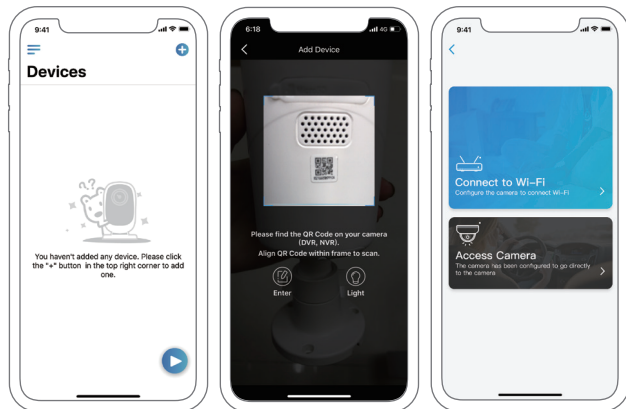 9:41
Devices
You haven't added any device. Please click
the "+" button in the top right corner to add
one.
6:18
4G
Add Device
Please find the QR Code on your camera
(DVR, NVR).
Align QR Code within frame to scan.
Enter
Light
9:41
Connect to Wi-Fi
Configure the camera to connect Wi-Fi
Access Camera
The camera has been configured to go directly
to the camera